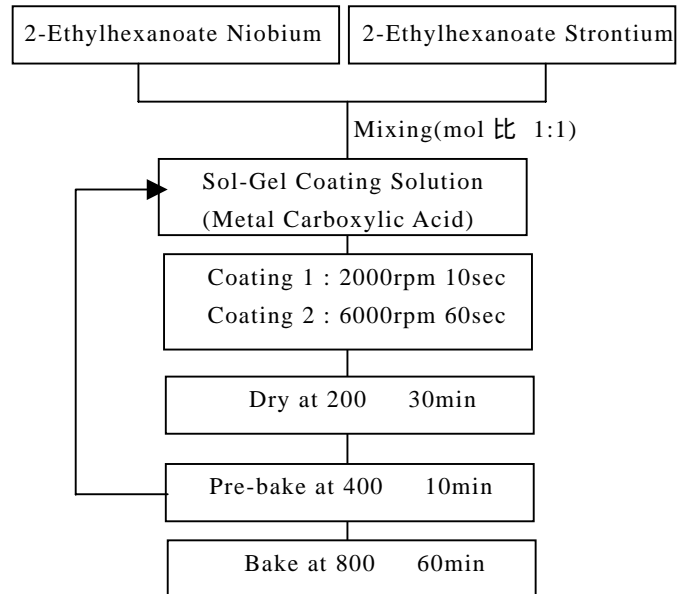 2-Ethylhexanoate Niobium
2-Ethylhexanoate Strontium
Mixing(mol 比 1:1)
Sol-Gel Coating Solution
(Metal Carboxylic Acid)
Coating 1 : 2000rpm 10sec
Coating 2 : 6000rpm 60sec
Dry at 200 30min
Pre-bake at 400 10min
Bake at 800 60min